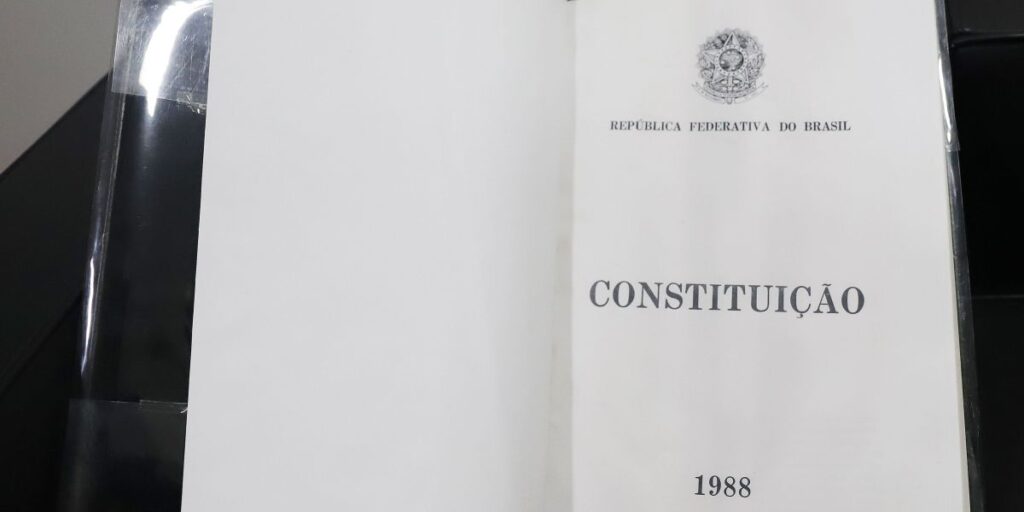 REPÚBLICA FEDERATIVA DO BRASIL
CONSTITUIÇÃO
1988